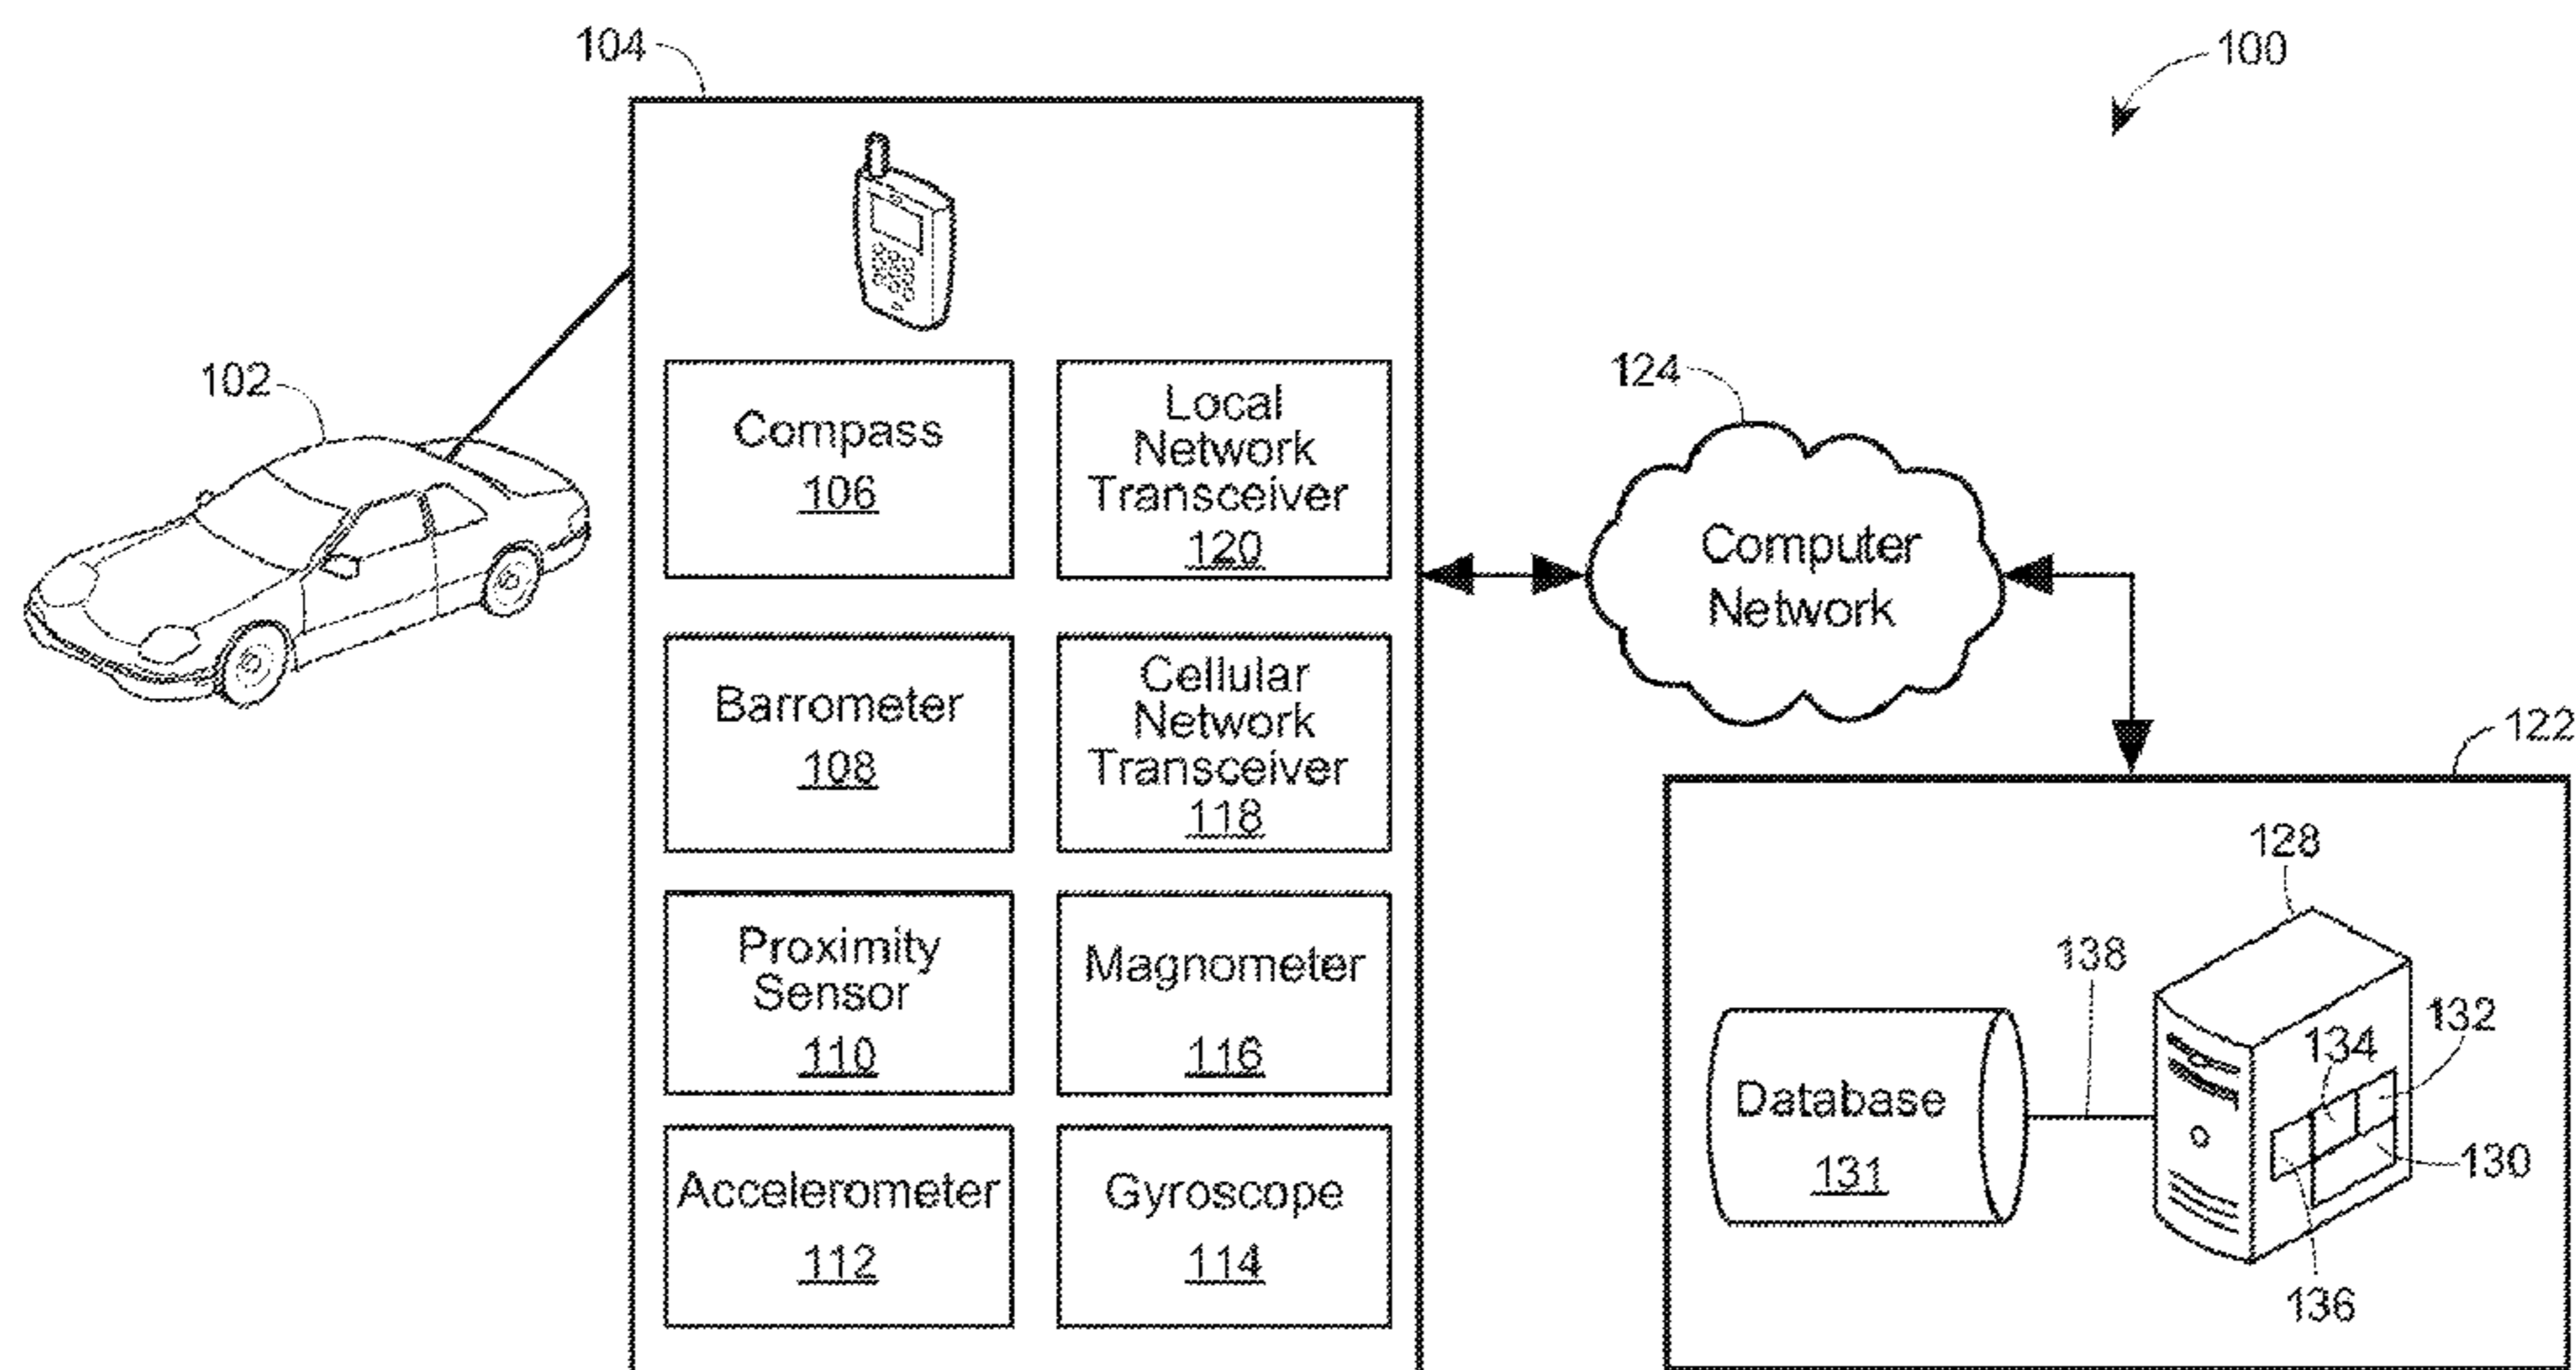 104
100
102
Compass
106
Local
Network
Transceiver
120
Barrometer
108
Cellular
Network
Transceiver
118
Proximity
Sensor
110
Magnometer
116
Accelerometer
112
Gyroscope
114
124
Computer
Network
122
128
138
132
134
Database
131
130
136